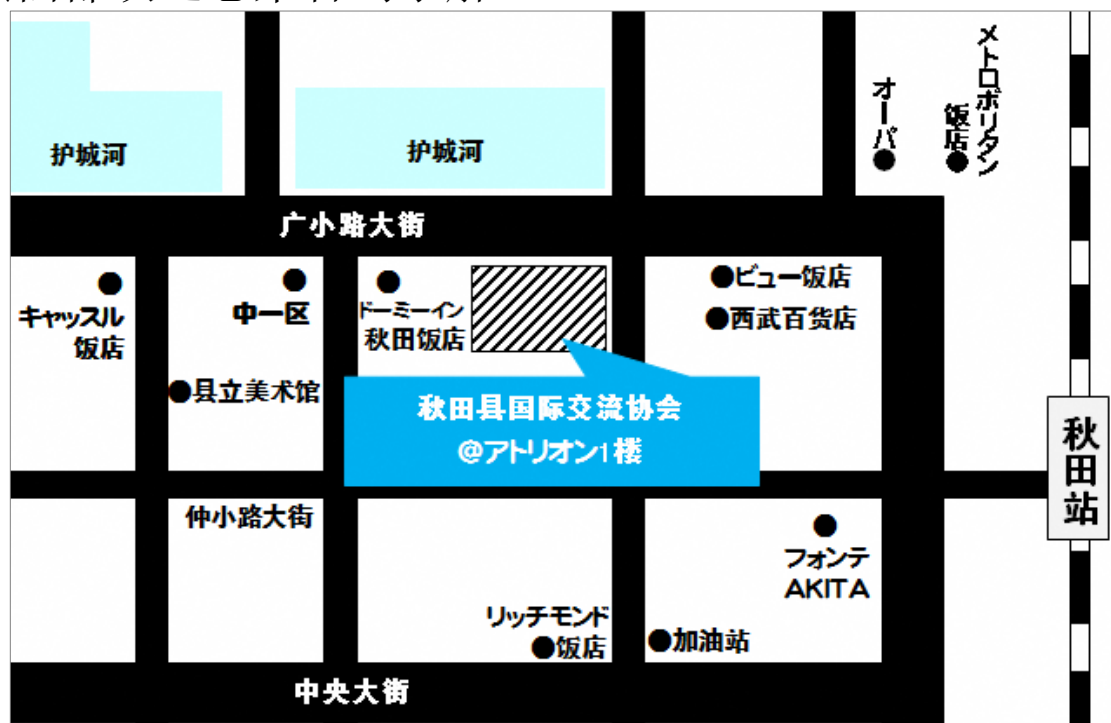 メトロポリタン
饭店
オーパ
护城河
护城河
广小路大街
キャッスル
饭店
中一区
ドーミーイン
秋田饭店
ビュー饭店
西武百货店
县立美术馆
秋田县国际交流协会
@アトリオン1楼
秋田站
仲小路大街
フォンテ
AKITA
リッチモンド
饭店
加油站
中央大街